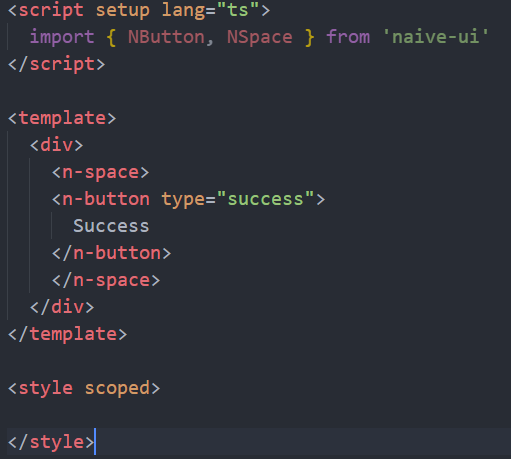 <script setup lang="ts">
  import { NButton, NSpace } from 'naive-ui'
</script>

<template>
  <div>
    <n-space>
    <n-button type="success">
      Success
    </n-button>
    </n-space>
  </div>
</template>

<style scoped>

</style>